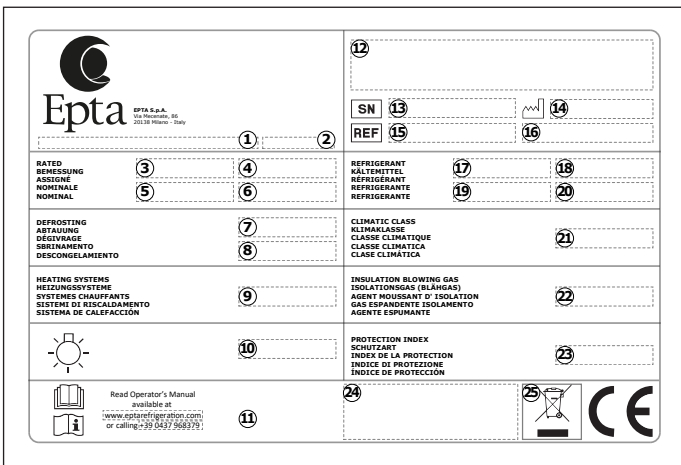 Epta
EPTA S.p.A.
Via Mecenate, 86
20138 Milano - Italy
1 2
12
SN 13 14
REF 15 16
RATED
BEMESSUNG
ASSIGNÉ
NOMINALE
NOMINAL
3 4
5 6
REFRIGERANT
KÄLTEMITTEL
RÉFRIGÉRANT
REFRIGERANTE
REFRIGERANTE
17 18
19 20
DEFROSTING
ABTAUUNG
DÉGIVRAGE
SBRINAMENTO
DESCONGELAMIENTO
7
8
CLIMATIC CLASS
KLIMAKLASSE
CLASSE CLIMATIQUE
CLASSE CLIMATICA
CLASE CLIMÁTICA
21
HEATING SYSTEMS
HEIZUNGSSYSTEME
SYSTEMES CHAUFFANTS
SISTEMI DI RISCALDAMENTO
SISTEMA DE CALEFACCIÓN
9
INSULATION BLOWING GAS
ISOLATIONSGAS (BLÄHGAS)
AGENT MOUSSANT D' ISOLATION
GAS ESPANDENTE ISOLAMENTO
AGENTE ESPUMANTE
22
10
PROTECTION INDEX
SCHUTZART
INDEX DE LA PROTECTION
INDICE DI PROTEZIONE
ÍNDICE DE PROTECCIÓN
23
Read Operator's Manual
available at
www.eptarefrigeration.com
or calling +39 0437 968379
i
11
24
25
CE